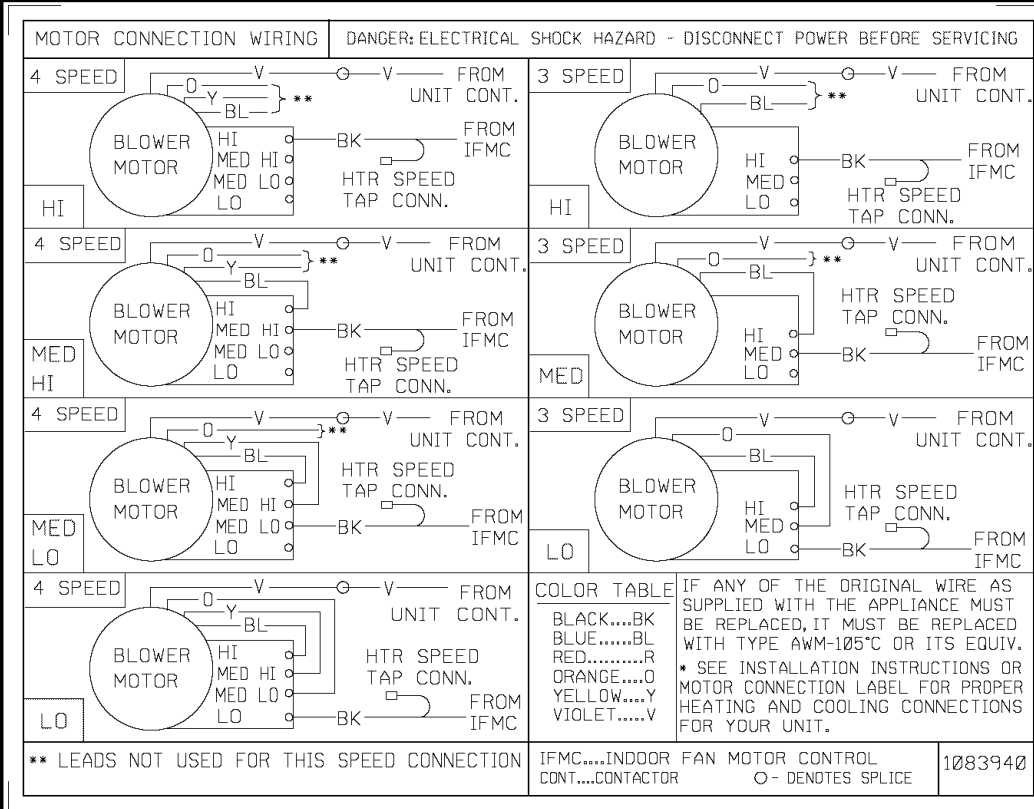 MOTOR CONNECTION WIRING
DANGER: ELECTRICAL SHOCK HAZARD - DISCONNECT POWER BEFORE SERVICING
4 SPEED
V
V
FROM
UNIT CONT.
O
Y
BL
**
BLOWER
MOTOR
HI
MED HI
MED LO
LO
BK
FROM
IFMC
HTR SPEED
TAP CONN.
HI
3 SPEED
V
V
FROM
UNIT CONT.
O
BL
**
BLOWER
MOTOR
HI
MED
LO
BK
FROM
IFMC
HTR SPEED
TAP CONN.
HI
4 SPEED
V
V
FROM
UNIT CONT.
O
Y
**
BL
BLOWER
MOTOR
HI
MED HI
MED LO
LO
BK
FROM
IFMC
HTR SPEED
TAP CONN.
MED
HI
3 SPEED
V
V
FROM
UNIT CONT.
O
**
BL
BLOWER
MOTOR
HTR SPEED
TAP CONN.
HI
MED
LO
BK
FROM
IFMC
MED
4 SPEED
V
V
FROM
UNIT CONT.
O
**
Y
BL
BLOWER
MOTOR
HI
MED HI
MED LO
LO
HTR SPEED
TAP CONN.
BK
FROM
IFMC
MED
LO
3 SPEED
V
V
FROM
UNIT CONT.
O
BL
BLOWER
MOTOR
HI
MED
LO
HTR SPEED
TAP CONN.
BK
FROM
IFMC
LO
4 SPEED
V
V
FROM
UNIT CONT.
O
Y
BL
BLOWER
MOTOR
HI
MED HI
MED LO
LO
HTR SPEED
TAP CONN.
BK
FROM
IFMC
LO
COLOR TABLE
BLACK....BK
BLUE.....BL
RED.........R
ORANGE....O
YELLOW....Y
VIOLET.....V
IF ANY OF THE ORIGINAL WIRE AS
SUPPLIED WITH THE APPLIANCE MUST
BE REPLACED, IT MUST BE REPLACED
WITH TYPE AWM-105°C OR ITS EQUIV.
* SEE INSTALLATION INSTRUCTIONS OR
MOTOR CONNECTION LABEL FOR PROPER
HEATING AND COOLING CONNECTIONS
FOR YOUR UNIT.
** LEADS NOT USED FOR THIS SPEED CONNECTION
IFMC....INDOOR FAN MOTOR CONTROL
CONT....CONTACTOR
O - DENOTES SPLICE
1083940